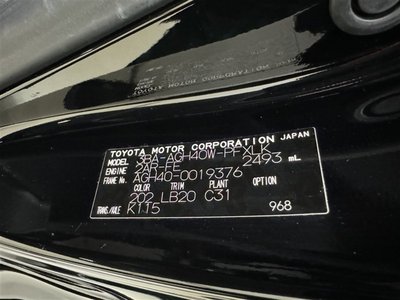 TOYOTA MOTOR CORPORATION JAPAN
MODEL 3BA-AGH40W-PFXLK
ENGINE 2AR-FE 2493 mL
FRAME No. AGH40-0019376
COLOR TRIM PLANT OPTION
202 LB20 C31
TRANS./AXLE K115 968